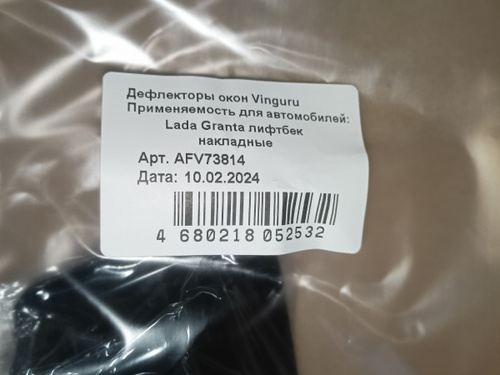 Дефлекторы окон Vinguru
Применяемость для автомобилей:
Lada Granta лифтбек
накладные
Арт. AFV73814
Дата: 10.02.2024
4 680218 052532